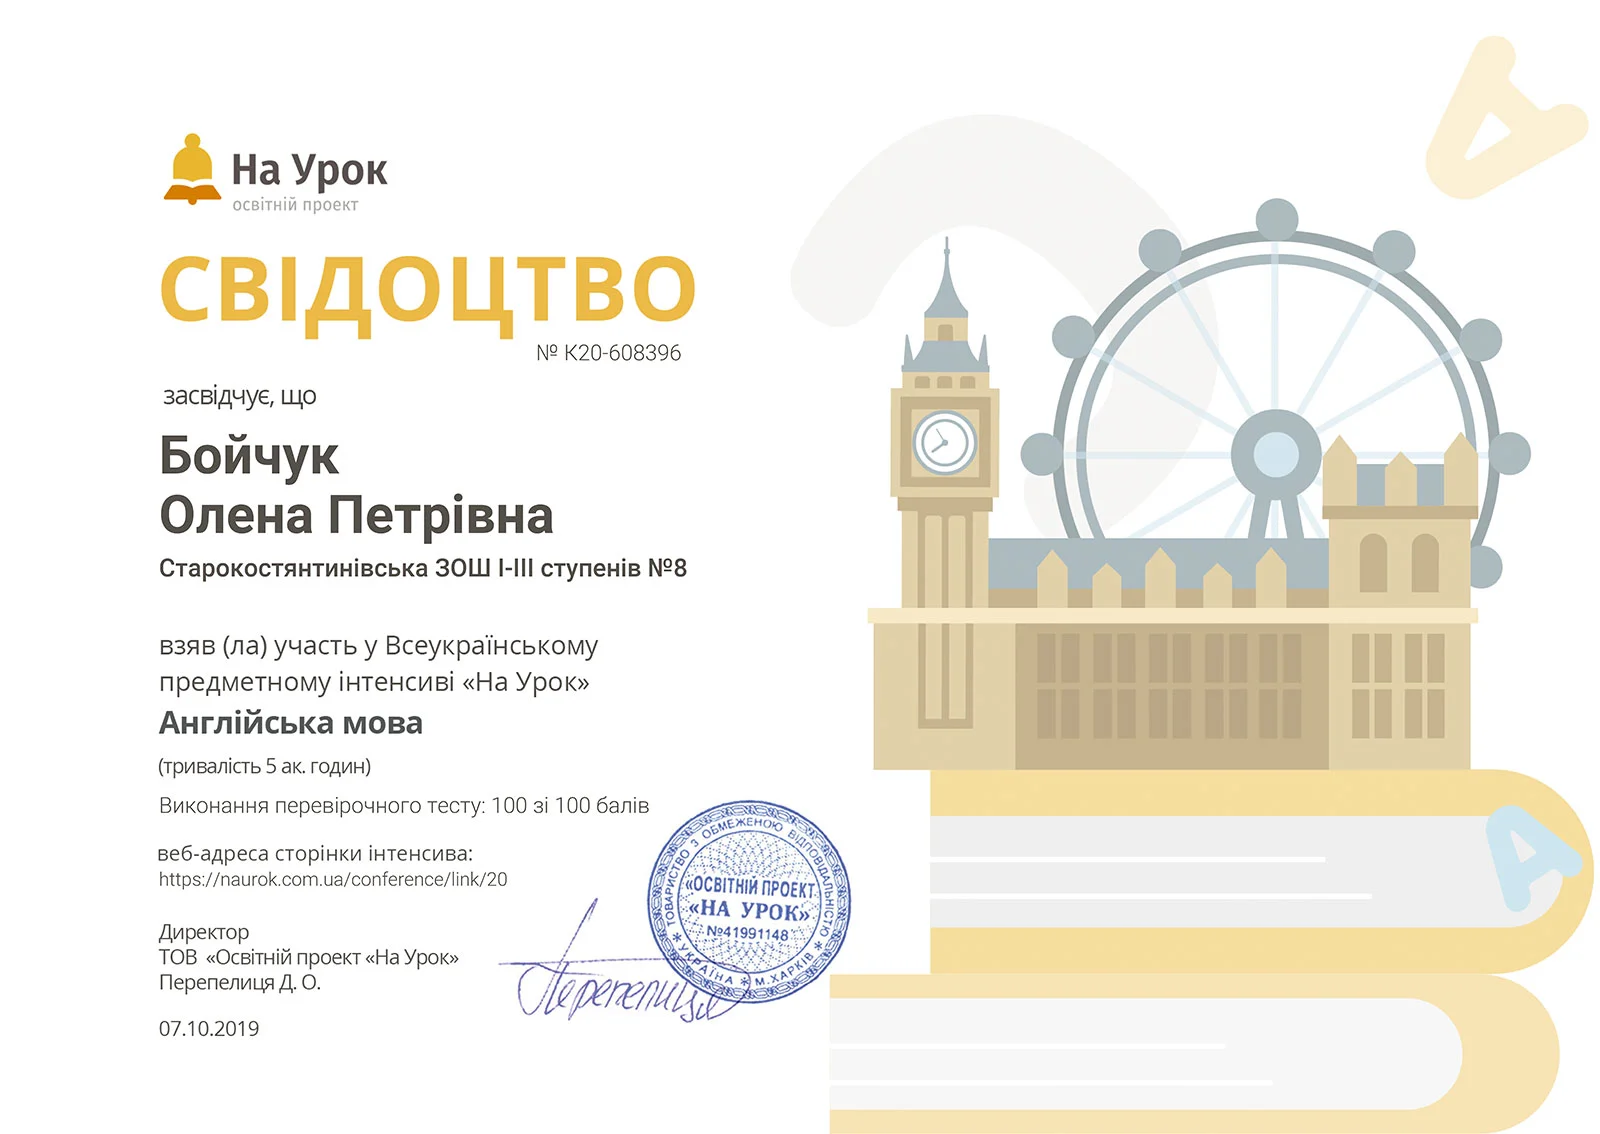 На Урок
освітній проект
СВІДОЦТВО
№ K20-608396
засвідчує, що
Бойчук
Олена Петрівна
Старокостянтинівська ЗОШ І-ІІІ ступенів №8
взяв (ла) участь у Всеукраїнському
предметному інтенсиві «На Урок»
Англійська мова
(тривалість 5 ак. годин)
Виконання перевірочного тесту: 100 зі 100 балів
веб-адреса сторінки інтенсива:
https://naurok.com.ua/conference/link/20
Директор
ТОВ «Освітній проект «На Урок»
Перепелиця Д. О.
07.10.2019
Перепелиця
ТОВАРИСТВО З ОБМЕЖЕНОЮ ВІДПОВІДАЛЬНІСТЮ
«ОСВІТНІЙ ПРОЕКТ
«НА УРОК»
№41991148
* УКРАЇНА * М.ХАРКІВ *
A
A